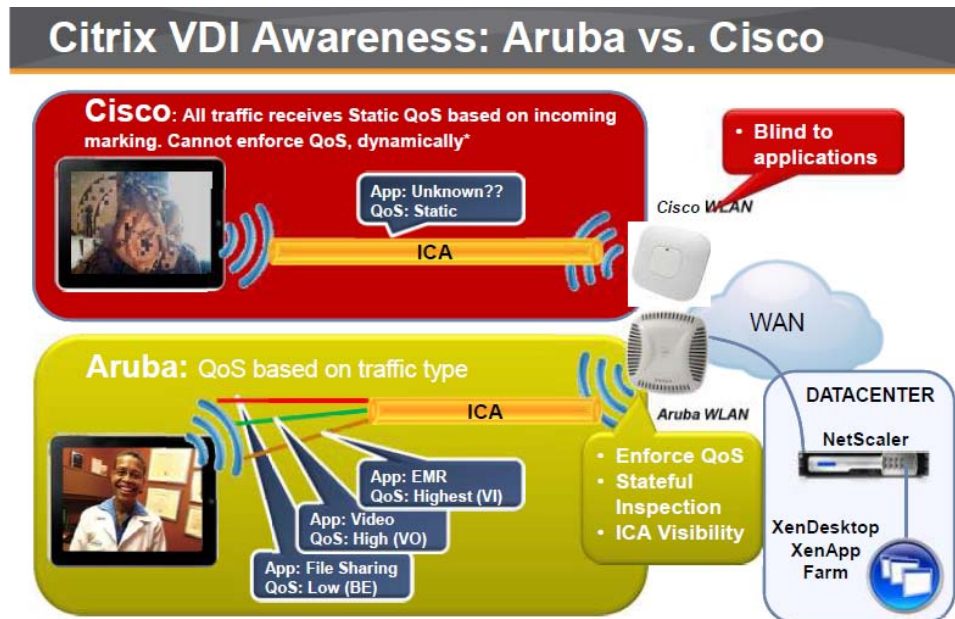 Citrix VDI Awareness: Aruba vs. Cisco
Cisco: All traffic receives Static QoS based on incoming
marking. Cannot enforce QoS, dynamically*
• Blind to
applications
App: Unknown??
QoS: Static
Cisco WLAN
ICA
WAN
Aruba: QoS based on traffic type
ICA
Aruba WLAN
App: EMR
QoS: Highest (VI)
App: Video
QoS: High (VO)
App: File Sharing
QoS: Low (BE)
• Enforce QoS
• Stateful
Inspection
• ICA Visibility
DATACENTER
NetScaler
XenDesktop
XenApp
Farm